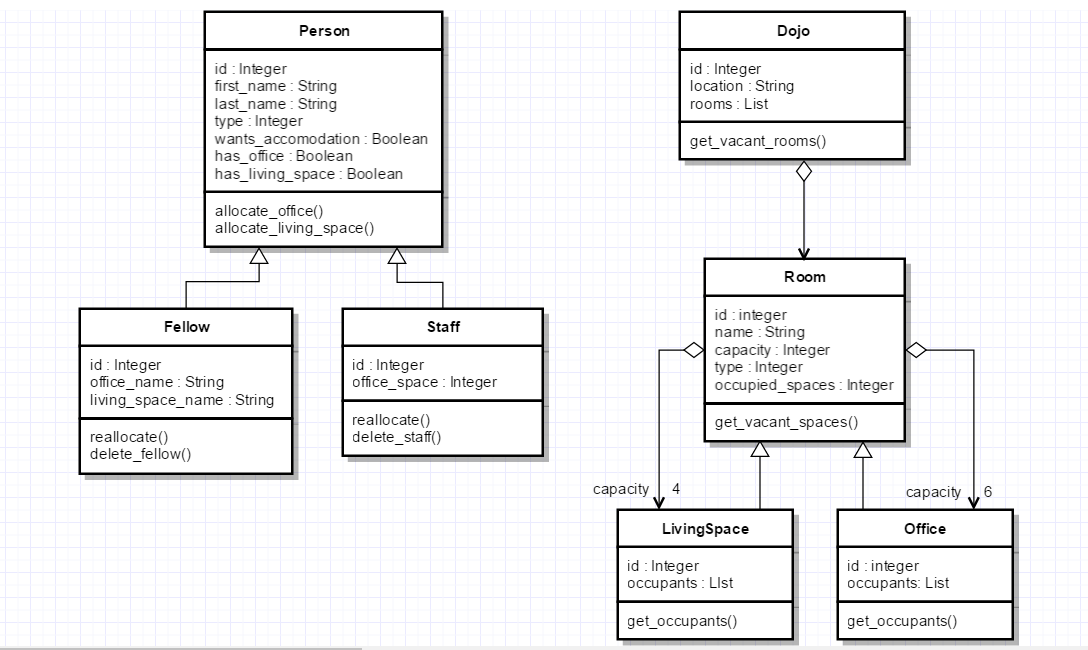 Person
id : Integer
first_name : String
last_name : String
type : Integer
wants_accomodation : Boolean
has_office : Boolean
has_living_space : Boolean
allocate_office()
allocate_living_space()
Dojo
id : Integer
location : String
rooms : List
get_vacant_rooms()
Fellow
id : Integer
office_name : String
living_space_name : String
reallocate()
delete_fellow()
Staff
id : Integer
office_space : Integer
reallocate()
delete_staff()
Room
id : integer
name : String
capacity : Integer
type : Integer
occupied_spaces : Integer
get_vacant_spaces()
capacity 4
capacity 6
LivingSpace
id : Integer
occupants : LIst
get_occupants()
Office
id : integer
occupants: List
get_occupants()